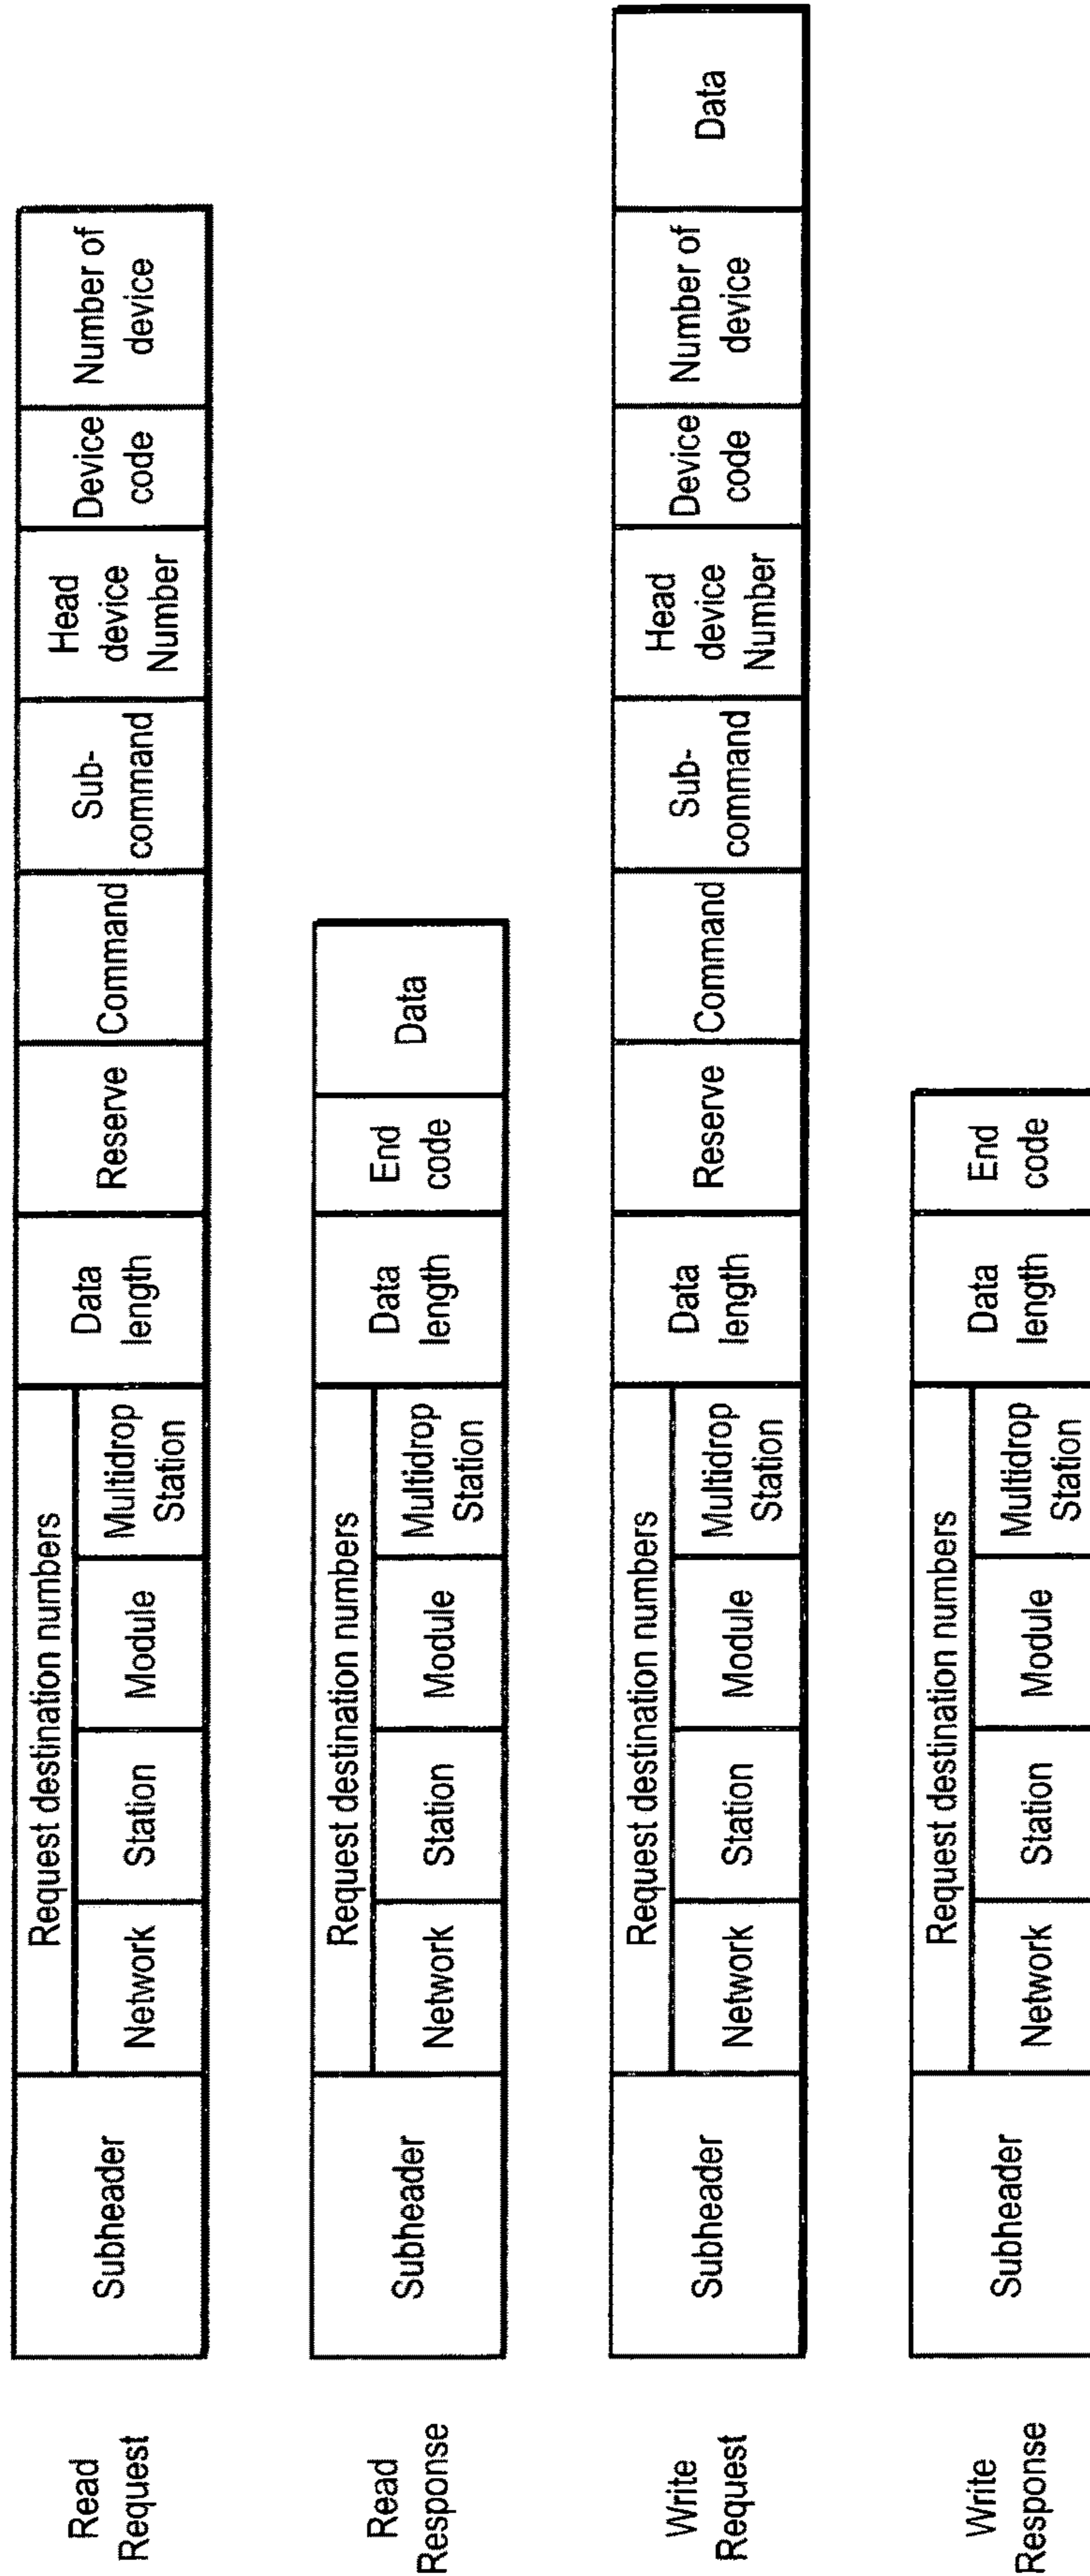 Read
Request
Subheader
Request destination numbers
Network
Station
Module
Multidrop
Station
Data
length
Reserve
Command
Sub-
command
Head
device
Number
Device
code
Number of
device
Read
Response
Subheader
Request destination numbers
Network
Station
Module
Multidrop
Station
Data
length
End
code
Data
Write
Request
Subheader
Request destination numbers
Network
Station
Module
Multidrop
Station
Data
length
Reserve
Command
Sub-
command
Head
device
Number
Device
code
Number of
device
Data
Write
Response
Subheader
Request destination numbers
Network
Station
Module
Multidrop
Station
Data
length
End
code